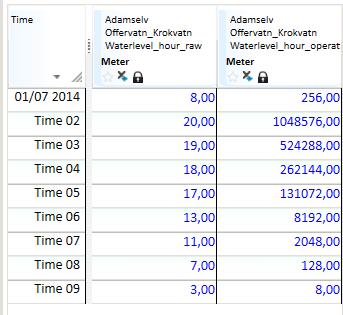 Time
Adamselv
Offervatn_Krokvatn
Waterlevel_hour_raw
Meter
Adamselv
Offervatn_Krokvatn
Waterlevel_hour_operat
Meter
01/07 2014 8,00 256,00
Time 02 20,00 1048576,00
Time 03 19,00 524288,00
Time 04 18,00 262144,00
Time 05 17,00 131072,00
Time 06 13,00 8192,00
Time 07 11,00 2048,00
Time 08 7,00 128,00
Time 09 3,00 8,00